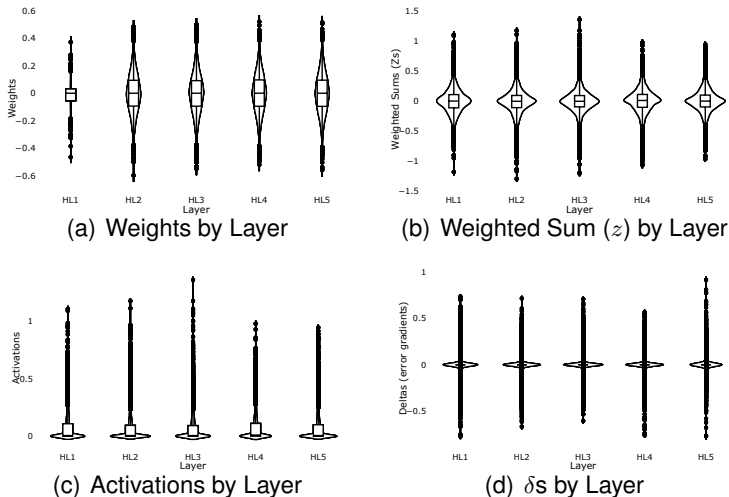 0.6
0.4
0.2
0
−0.2
−0.4
−0.6
Weights
HL1 HL2 HL3 HL4 HL5
Layer
(a) Weights by Layer
1.5
1
0.5
0
−0.5
−1
−1.5
Weighted Sums (Zs)
HL1 HL2 HL3 HL4 HL5
Layer
(b) Weighted Sum (z) by Layer
1
0.5
0
Activations
HL1 HL2 HL3 HL4 HL5
Layer
(c) Activations by Layer
1
0.5
0
−0.5
Deltas (error gradients)
HL1 HL2 HL3 HL4 HL5
Layer
(d) δs by Layer